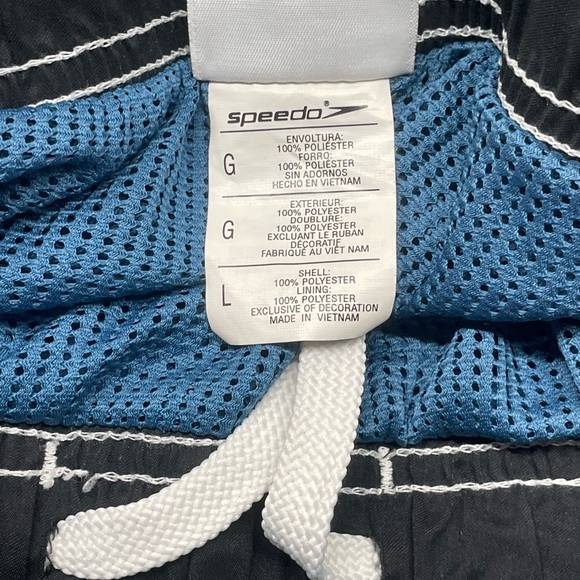 speedo®
G
ENVOLTURA:
100% POLIÉSTER
FORRO:
100% POLIÉSTER
SIN ADORNOS
HECHO EN VIETNAM
G
EXTERIEUR:
100% POLYESTER
DOUBLURE:
100% POLYESTER
EXCLUANT LE RUBAN
DÉCORATIF
FABRIQUÉ AU VIÊT NAM
L
SHELL:
100% POLYESTER
LINING:
100% POLYESTER
EXCLUSIVE OF DECORATION
MADE IN VIETNAM